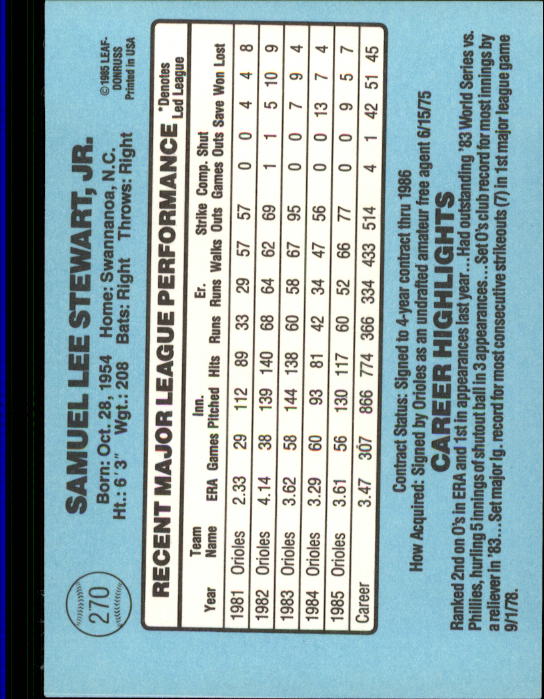 270
SAMUEL LEE STEWART, JR.
Born: Oct. 28, 1954 Home: Swannanoa, N.C.
Ht.: 6'3" Wgt.: 208 Bats: Right Throws: Right
©1985 LEAF-
DONRUSS
Printed in USA
RECENT MAJOR LEAGUE PERFORMANCE *Denotes
Led League
Team Inn. Er. Strike Comp. Shut
Year Name ERA Games Pitched Hits Runs Runs Walks Outs Games Outs Save Won Lost
1981 Orioles 2.33 29 112 89 33 29 57 57 0 0 4 4 8
1982 Orioles 4.14 38 139 140 68 64 62 69 1 1 5 10 9
1983 Orioles 3.62 58 144 138 60 58 67 95 0 0 7 9 4
1984 Orioles 3.29 60 93 81 42 34 47 56 0 0 13 7 4
1985 Orioles 3.61 56 130 117 60 52 66 77 0 0 9 5 7
Career 3.47 307 866 774 366 334 433 514 4 1 42 51 45
Contract Status: Signed to 4-year contract thru 1986
How Acquired: Signed by Orioles as an undrafted amateur free agent 6/15/75
CAREER HIGHLIGHTS
Ranked 2nd on O's in ERA and 1st in appearances last year...Had outstanding '83 World Series vs.
Phillies, hurling 5 innings of shutout ball in 3 appearances...Set O's club record for most innings by
a reliever in '83...Set major lg. record for most consecutive strikeouts (7) in 1st major league game
9/1/78.